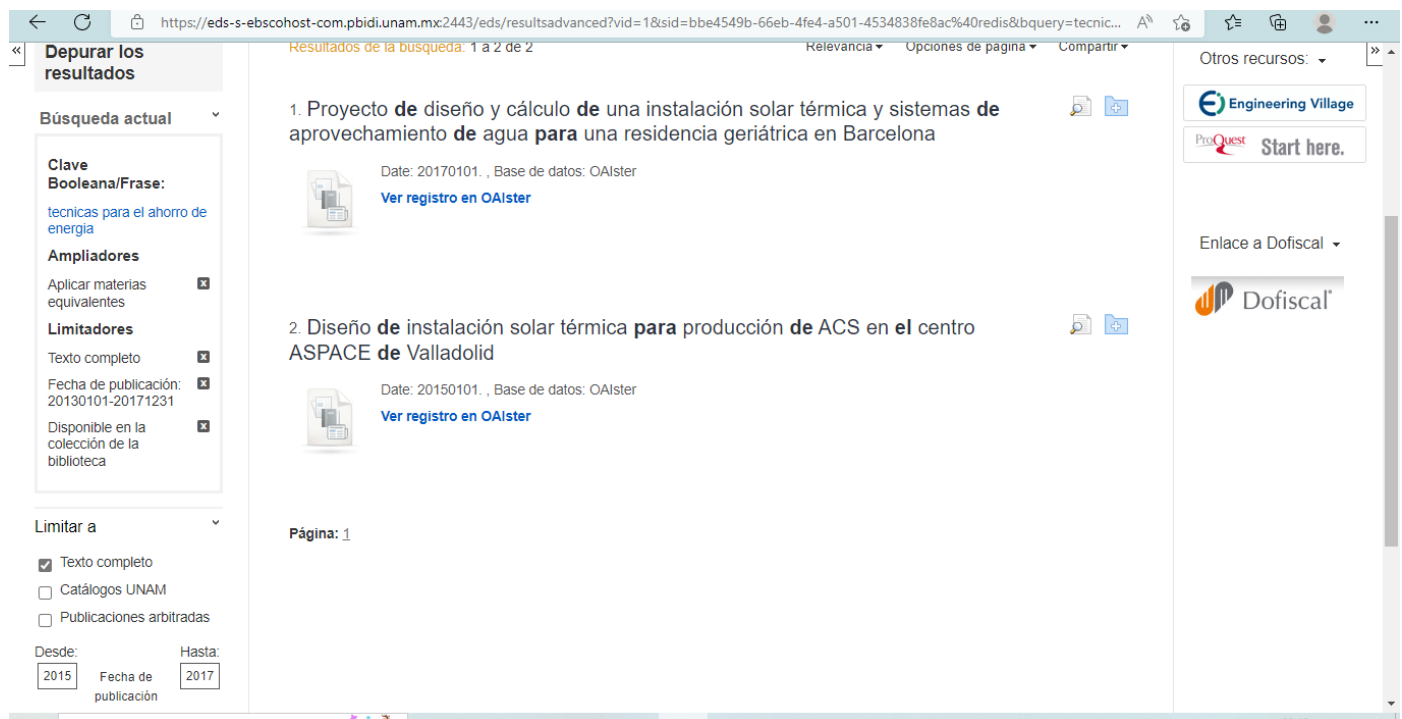 https://eds-s-ebscohost-com.pbidi.unam.mx:2443/eds/resultsadvanced?vid=1&sid=bbe4549b-66eb-4fe4-a501-4534838fe8ac%40redis&bquery=tecnic...
«
Depurar los
resultados
Búsqueda actual
Clave
Booleana/Frase:
tecnicas para el ahorro de
energia
Ampliadores
Aplicar materias
equivalentes
Limitadores
Texto completo
Fecha de publicación:
20130101-20171231
Disponible en la
colección de la
biblioteca
Limitar a
Texto completo
Catálogos UNAM
Publicaciones arbitradas
Desde:
Hasta:
2015
Fecha de
publicación
2017
Resultados de la búsqueda: 1 a 2 de 2
Relevancia
Opciones de página
Compartir
1. Proyecto de diseño y cálculo de una instalación solar térmica y sistemas de
aprovechamiento de agua para una residencia geriátrica en Barcelona
Date: 20170101. , Base de datos: OAIster
Ver registro en OAIster
2. Diseño de instalación solar térmica para producción de ACS en el centro
ASPACE de Valladolid
Date: 20150101. , Base de datos: OAIster
Ver registro en OAIster
Página: 1
»
Otros recursos:
Engineering Village
ProQuest Start here.
Enlace a Dofiscal
Dofiscal